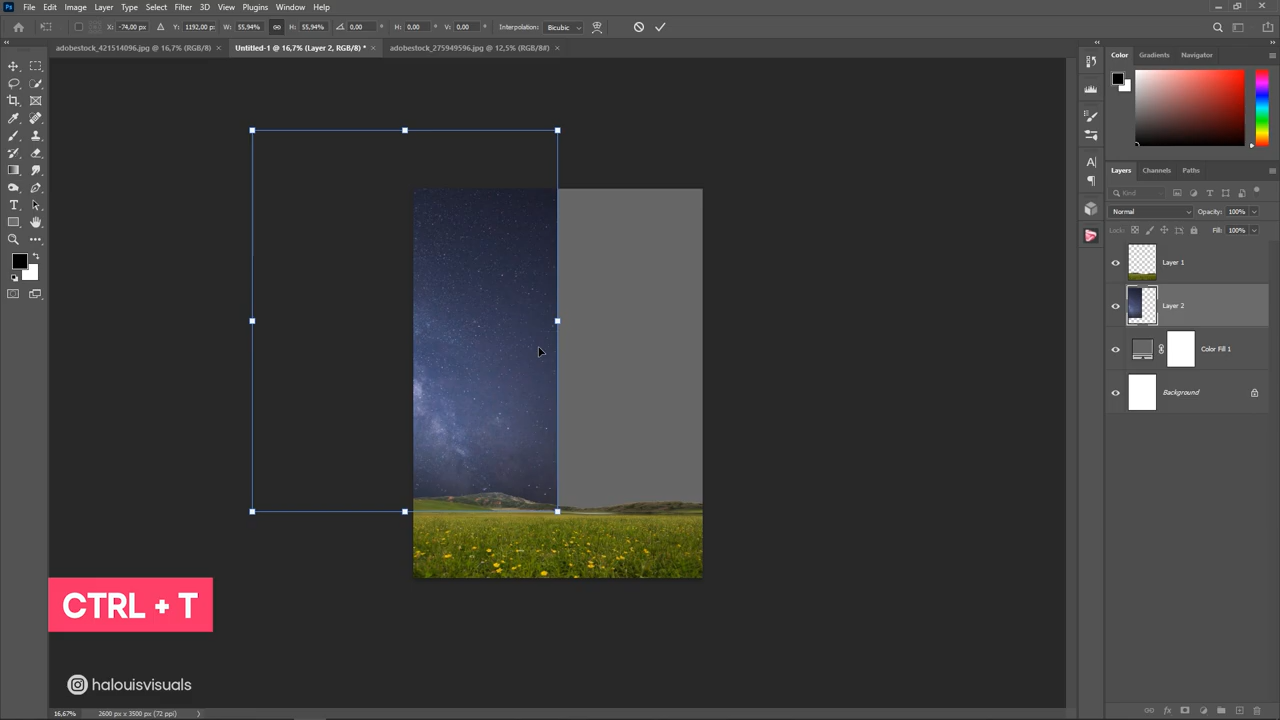 Ps File Edit Image Layer Type Select Filter 3D View Plugins Window Help
X: -74,00 px Y: 1192,00 px W: 55,94% H: 55,94% 0,00 ° H: 0,00 ° V: 0,00 ° Interpolation: Bicubic
adobestock_421514096.jpg @ 16,7% (RGB/8) × Untitled-1 @ 16,7% (Layer 2, RGB/8) * × adobestock_275949596.jpg @ 12,5% (RGB/8#) ×
Color Gradients Navigator
Layers Channels Paths
Kind
Normal Opacity: 100%
Lock: Fill: 100%
Layer 1
Layer 2
Color Fill 1
Background
CTRL + T
halouisvisuals
16,67% 2600 px x 3500 px (72 ppi)